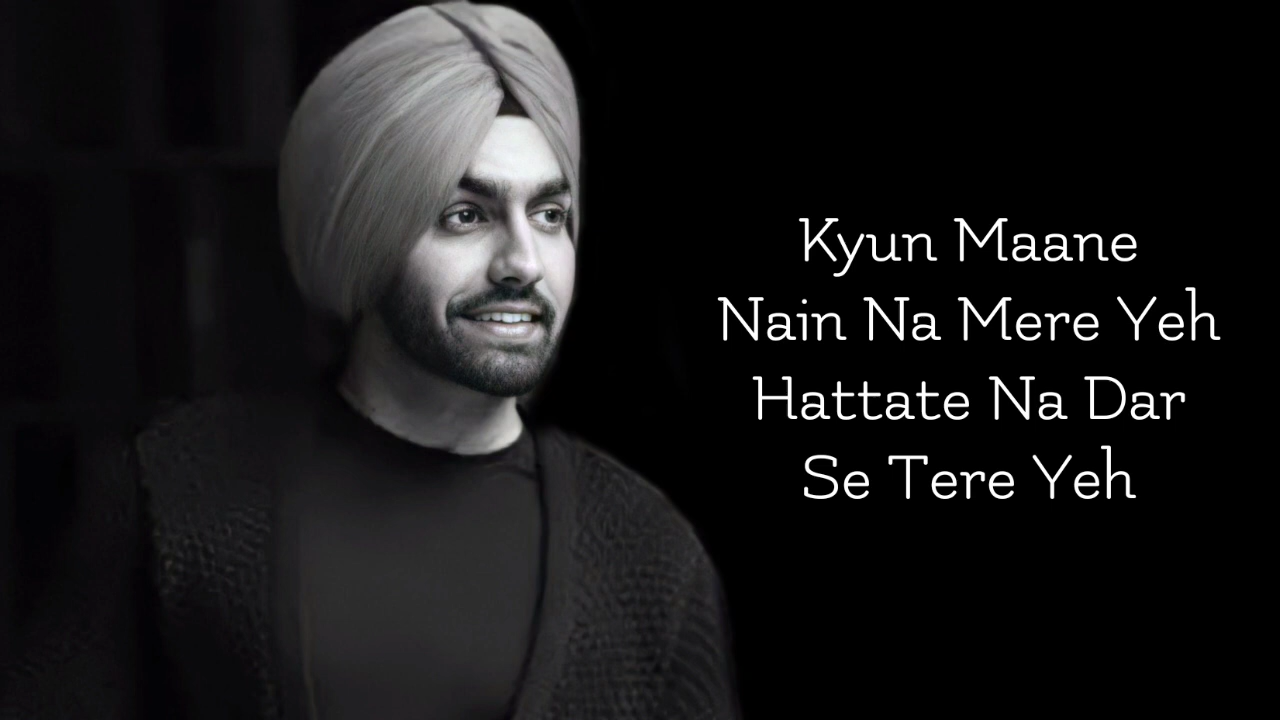 Kyun Maane
Nain Na Mere Yeh
Hattate Na Dar
Se Tere Yeh